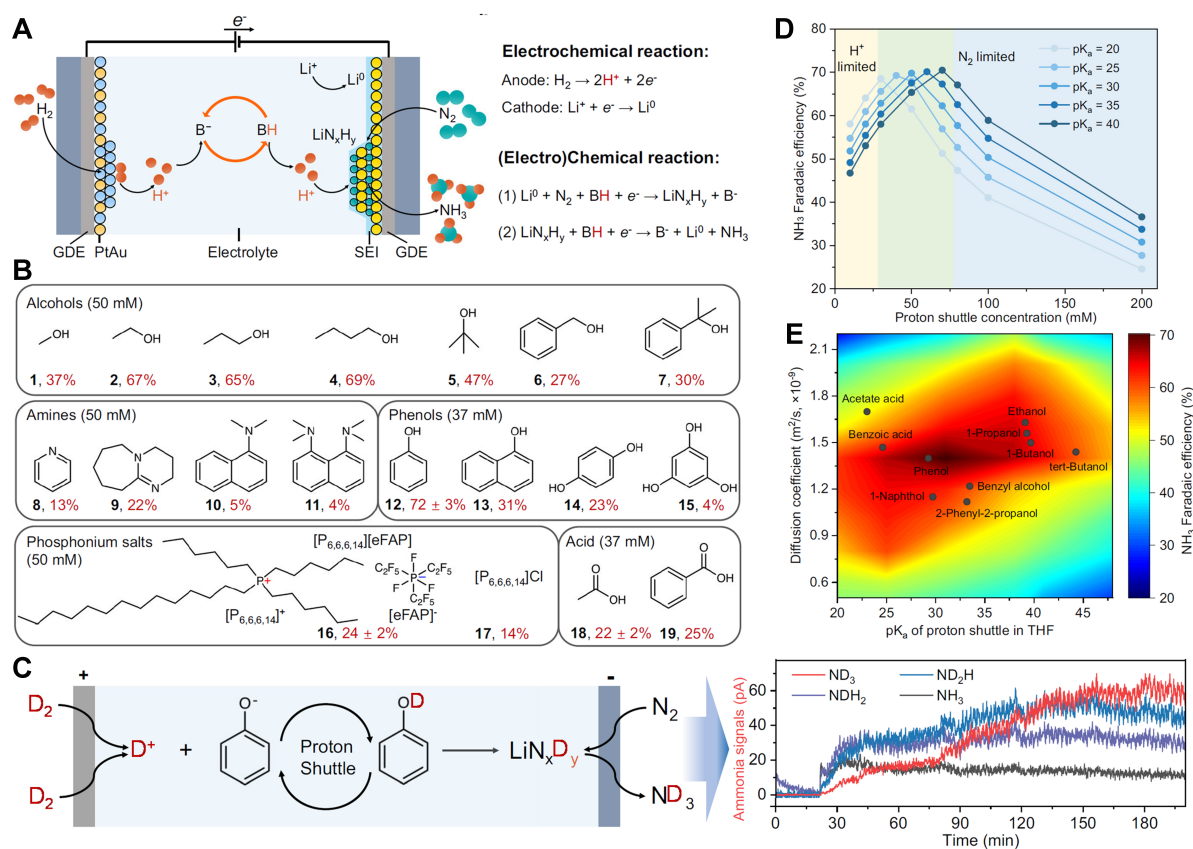 A
e⁻
Li⁺
Li⁰
H₂
B⁻
BH
LiNₓHᵧ
N₂
H⁺
H⁺
NH₃
GDE PtAu
Electrolyte
SEI
GDE
Electrochemical reaction:
Anode: H₂ → 2H⁺ + 2e⁻
Cathode: Li⁺ + e⁻ → Li⁰
(Electro)Chemical reaction:
(1) Li⁰ + N₂ + BH + e⁻ → LiNₓHᵧ + B⁻
(2) LiNₓHᵧ + BH + e⁻ → B⁻ + Li⁰ + NH₃
B
Alcohols (50 mM)
OH
OH
OH
OH
OH
OH
OH
1, 37%
2, 67%
3, 65%
4, 69%
5, 47%
6, 27%
7, 30%
Amines (50 mM)
N
N
N
N
N
N
8, 13%
9, 22%
10, 5%
11, 4%
Phenols (37 mM)
OH
OH
OH
HO
OH
HO
OH
12, 72 ± 3%
13, 31%
14, 23%
15, 4%
Phosphonium salts
(50 mM)
P⁺
[P₆,₆,₆,₁₄]⁺
[P₆,₆,₆,₁₄][eFAP]
F
C₂F₅
C₂F₅
P⁻
F
F
C₂F₅
[eFAP]⁻
[P₆,₆,₆,₁₄]Cl
16, 24 ± 2%
17, 14%
Acid (37 mM)
O
OH
O
OH
18, 22 ± 2%
19, 25%
C
+
-
D₂
D₂
D⁺
+
O⁻
Proton
Shuttle
OD
LiNₓDᵧ
N₂
ND₃
Ammonia signals (pA)
60
40
20
0
ND₃
ND₂H
NDH₂
NH₃
0
30
60
90
120
150
180
Time (min)
D
NH₃ Faradaic efficiency (%)
80
70
60
50
40
30
20
H⁺
limited
N₂ limited
pKₐ = 20
pKₐ = 25
pKₐ = 30
pKₐ = 35
pKₐ = 40
0
50
100
150
200
Proton shuttle concentration (mM)
E
Diffusion coefficient (m²/s, ×10⁻⁹)
2.1
1.8
1.5
1.2
0.9
0.6
Acetate acid
Benzoic acid
Phenol
Ethanol
1-Propanol
1-Butanol
tert-Butanol
1-Naphthol
Benzyl alcohol
2-Phenyl-2-propanol
20
25
30
35
40
45
pKₐ of proton shuttle in THF
70
60
50
40
30
20
NH₃ Faradaic efficiency (%)